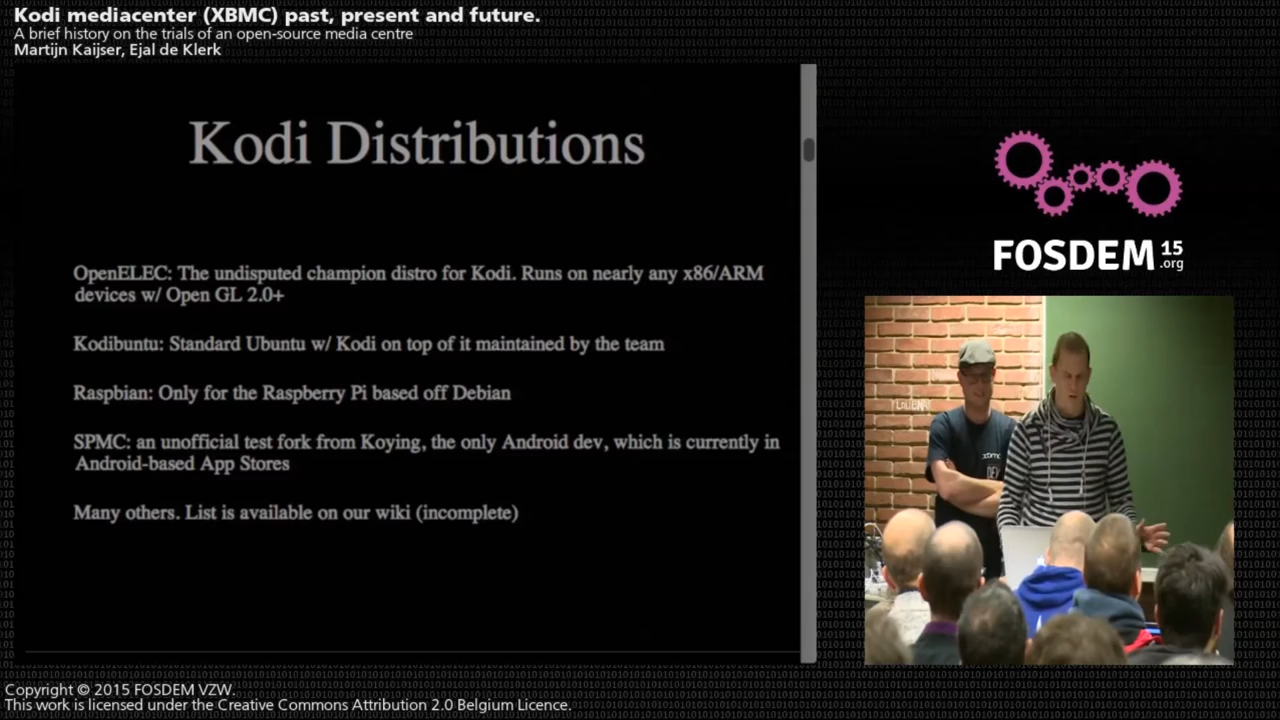 Kodi mediacenter (XBMC) past, present and future.
A brief history on the trials of an open-source media centre
Martijn Kaijser, Ejal de Klerk
Kodi Distributions
OpenELEC: The undisputed champion distro for Kodi. Runs on nearly any x86/ARM
devices w/ Open GL 2.0+
Kodibuntu: Standard Ubuntu w/ Kodi on top of it maintained by the team
Raspbian: Only for the Raspberry Pi based off Debian
SPMC: an unofficial test fork from Koying, the only Android dev, which is currently in
Android-based App Stores
Many others. List is available on our wiki (incomplete)
FOSDEM 15
.org
xbmc
DEV
Copyright © 2015 FOSDEM VZW.
This work is licensed under the Creative Commons Attribution 2.0 Belgium Licence.